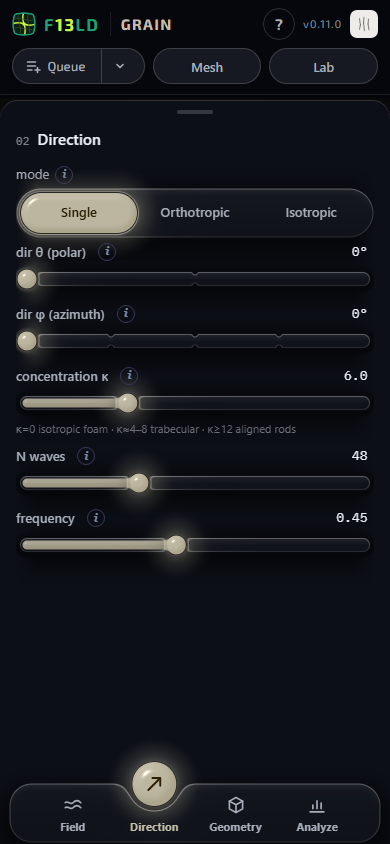 F13LD GRAIN ? v0.11.0
Queue Mesh Lab
02 Direction
mode i
Single Orthotropic Isotropic
dir θ (polar) i 0°
dir φ (azimuth) i 0°
concentration κ i 6.0
κ=0 isotropic foam · κ≈4–8 trabecular · κ≥12 aligned rods
N waves i 48
frequency i 0.45
Field Direction Geometry Analyze